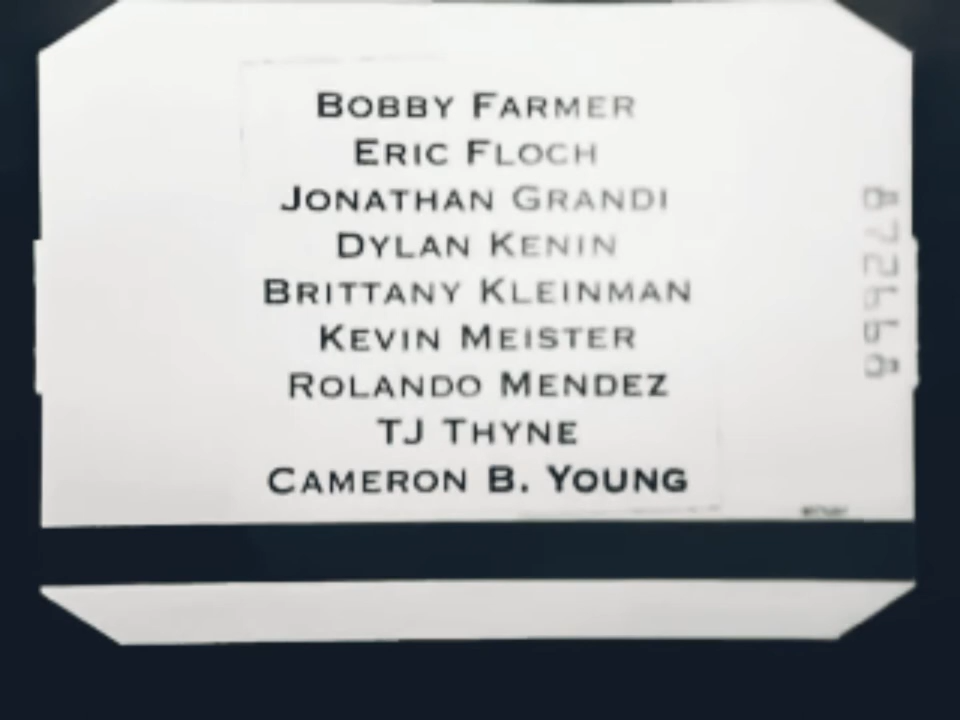 BOBBY FARMER
ERIC FLOCH
JONATHAN GRANDI
DYLAN KENIN
BRITTANY KLEINMAN
KEVIN MEISTER
ROLANDO MENDEZ
TJ THYNE
CAMERON B. YOUNG